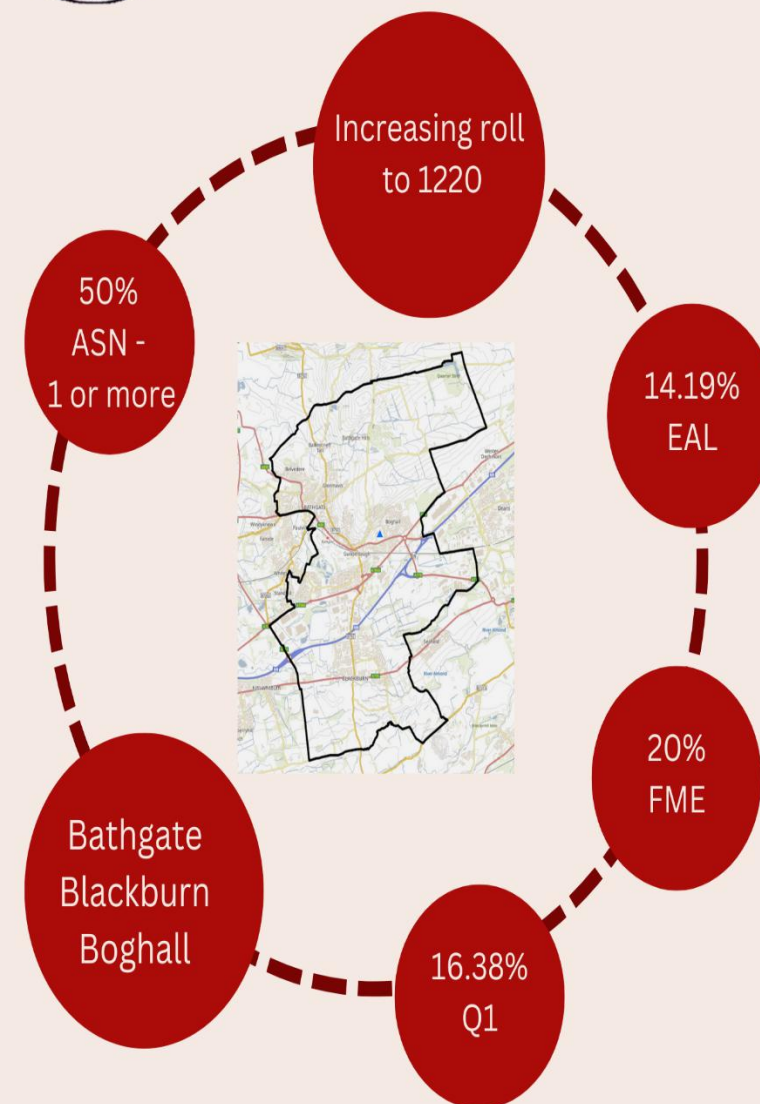 Increasing roll
to 1220
14.19%
EAL
20%
FME
16.38%
Q1
Bathgate
Blackburn
Boghall
50%
ASN -
1 or more